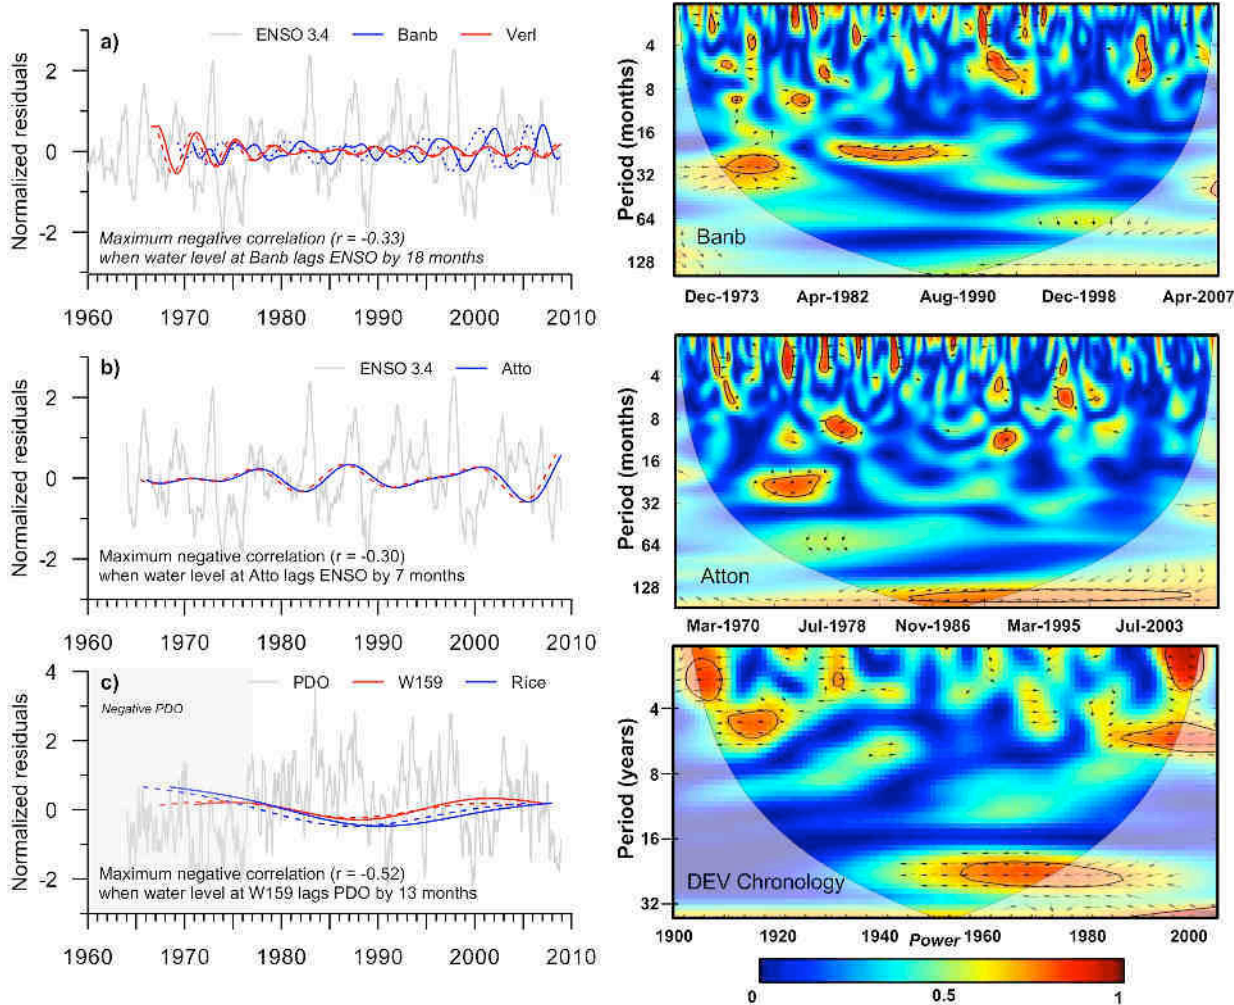 a)
ENSO 3.4 Banb Verl
Normalized residuals
2
0
-2
Maximum negative correlation (r = -0.33)
when water level at Banb lags ENSO by 18 months
1960 1970 1980 1990 2000 2010
Period (months)
4
8
16
32
64
128
Banb
Dec-1973 Apr-1982 Aug-1990 Dec-1998 Apr-2007
b)
ENSO 3.4 Atto
Normalized residuals
2
0
-2
Maximum negative correlation (r = -0.30)
when water level at Atto lags ENSO by 7 months
1960 1970 1980 1990 2000 2010
Period (months)
4
8
16
32
64
128
Atton
Mar-1970 Jul-1978 Nov-1986 Mar-1995 Jul-2003
c)
PDO W159 Rice
Negative PDO
Normalized residuals
4
2
0
-2
Maximum negative correlation (r = -0.52)
when water level at W159 lags PDO by 13 months
1960 1970 1980 1990 2000 2010
Period (years)
4
8
16
32
DEV Chronology
1900 1920 1940 1960 1980 2000
Power
0 0.5 1